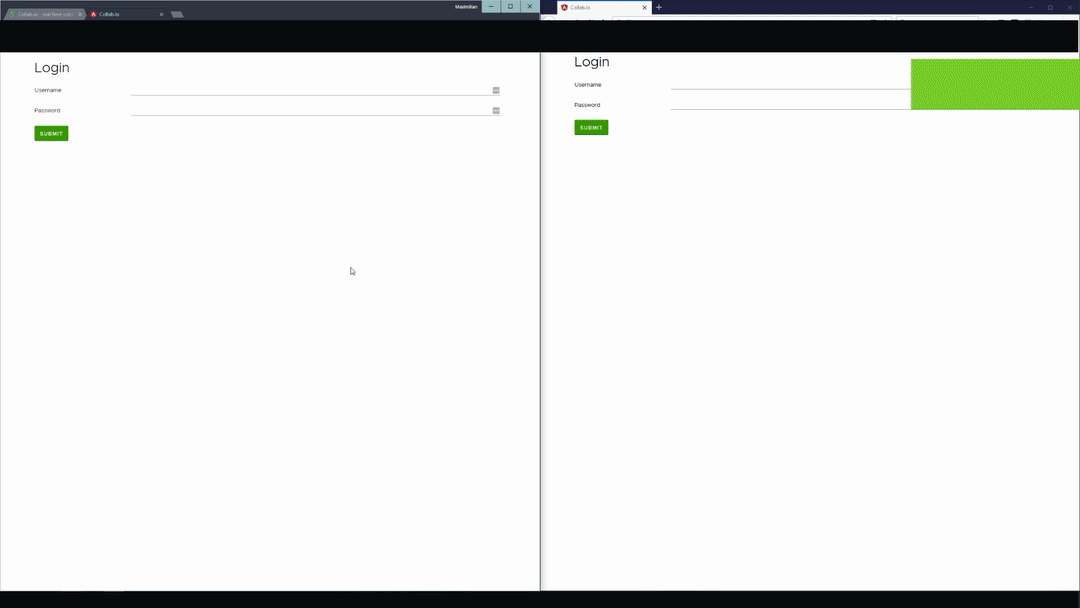 Maximilian
Collab.io - real time coll
Collab.io
Login
Username
Password
SUBMIT
Collab.io
Login
Username
Password
SUBMIT